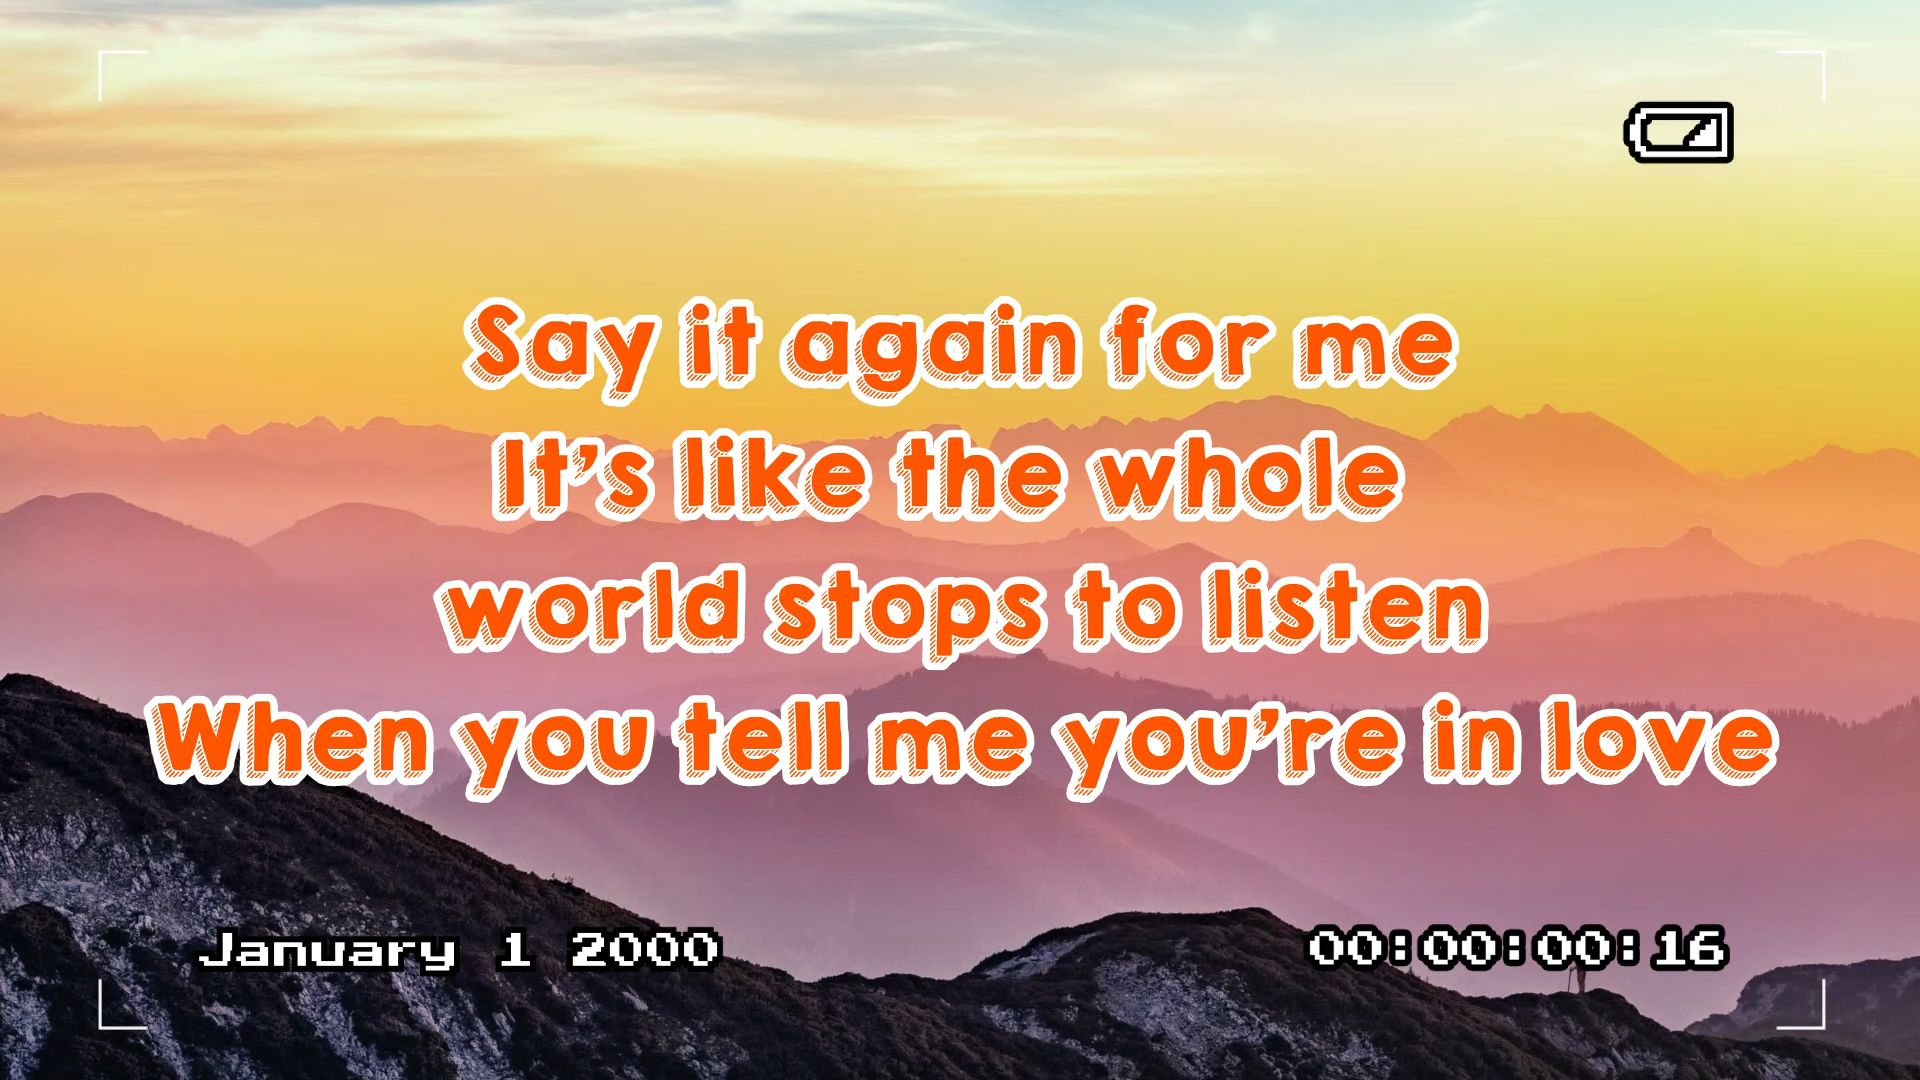 Say it again for me
It's like the whole
world stops to listen
When you tell me you're in love
January 1 2000
00:00:00:16